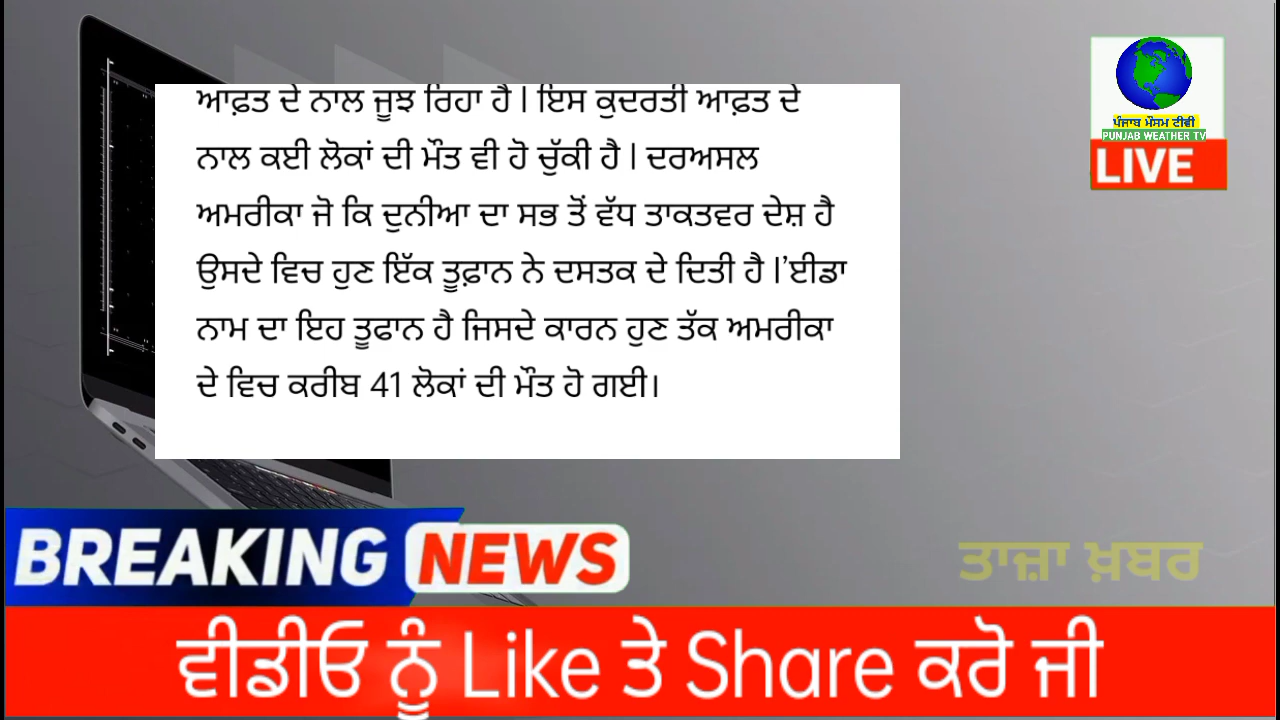 ਆਫ਼ਤ ਦੇ ਨਾਲ ਜੂਝ ਰਿਹਾ ਹੈ l ਇਸ ਕੁਦਰਤੀ ਆਫ਼ਤ ਦੇ
ਨਾਲ ਕਈ ਲੋਕਾਂ ਦੀ ਮੌਤ ਵੀ ਹੋ ਚੁੱਕੀ ਹੈ l ਦਰਅਸਲ
ਅਮਰੀਕਾ ਜੋ ਕਿ ਦੁਨੀਆ ਦਾ ਸਭ ਤੋਂ ਵੱਧ ਤਾਕਤਵਰ ਦੇਸ਼ ਹੈ
ਉਸਦੇ ਵਿਚ ਹੁਣ ਇੱਕ ਤੂਫ਼ਾਨ ਨੇ ਦਸਤਕ ਦੇ ਦਿਤੀ ਹੈ l’ਈਡਾ
ਨਾਮ ਦਾ ਇਹ ਤੂਫਾਨ ਹੈ ਜਿਸਦੇ ਕਾਰਨ ਹੁਣ ਤੱਕ ਅਮਰੀਕਾ
ਦੇ ਵਿਚ ਕਰੀਬ 41 ਲੋਕਾਂ ਦੀ ਮੌਤ ਹੋ ਗਈ।
ਪੰਜਾਬ ਮੌਸਮ ਟੀਵੀ
PUNJAB WEATHER TV
LIVE
BREAKING NEWS
ਤਾਜ਼ਾ ਖ਼ਬਰ
ਵੀਡੀਓ ਨੂੰ Like ਤੇ Share ਕਰੋ ਜੀ